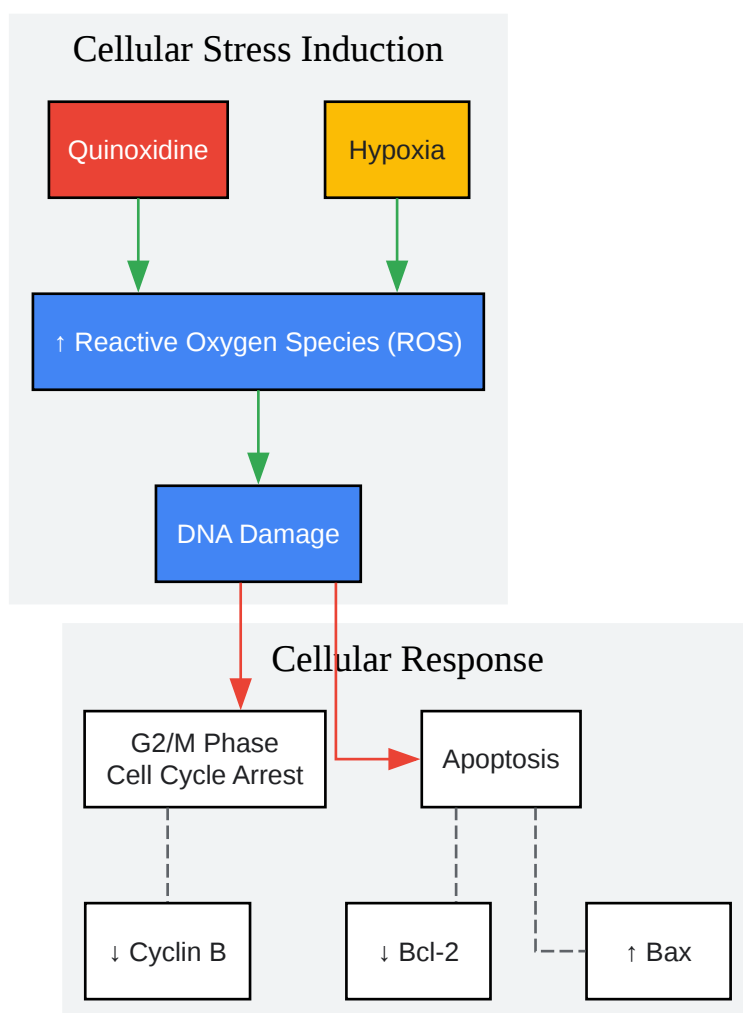 Cellular Stress Induction
Quinoxidine
Hypoxia
↑ Reactive Oxygen Species (ROS)
DNA Damage
Cellular Response
G2/M Phase
Cell Cycle Arrest
Apoptosis
↓ Cyclin B
↓ Bcl-2
↑ Bax